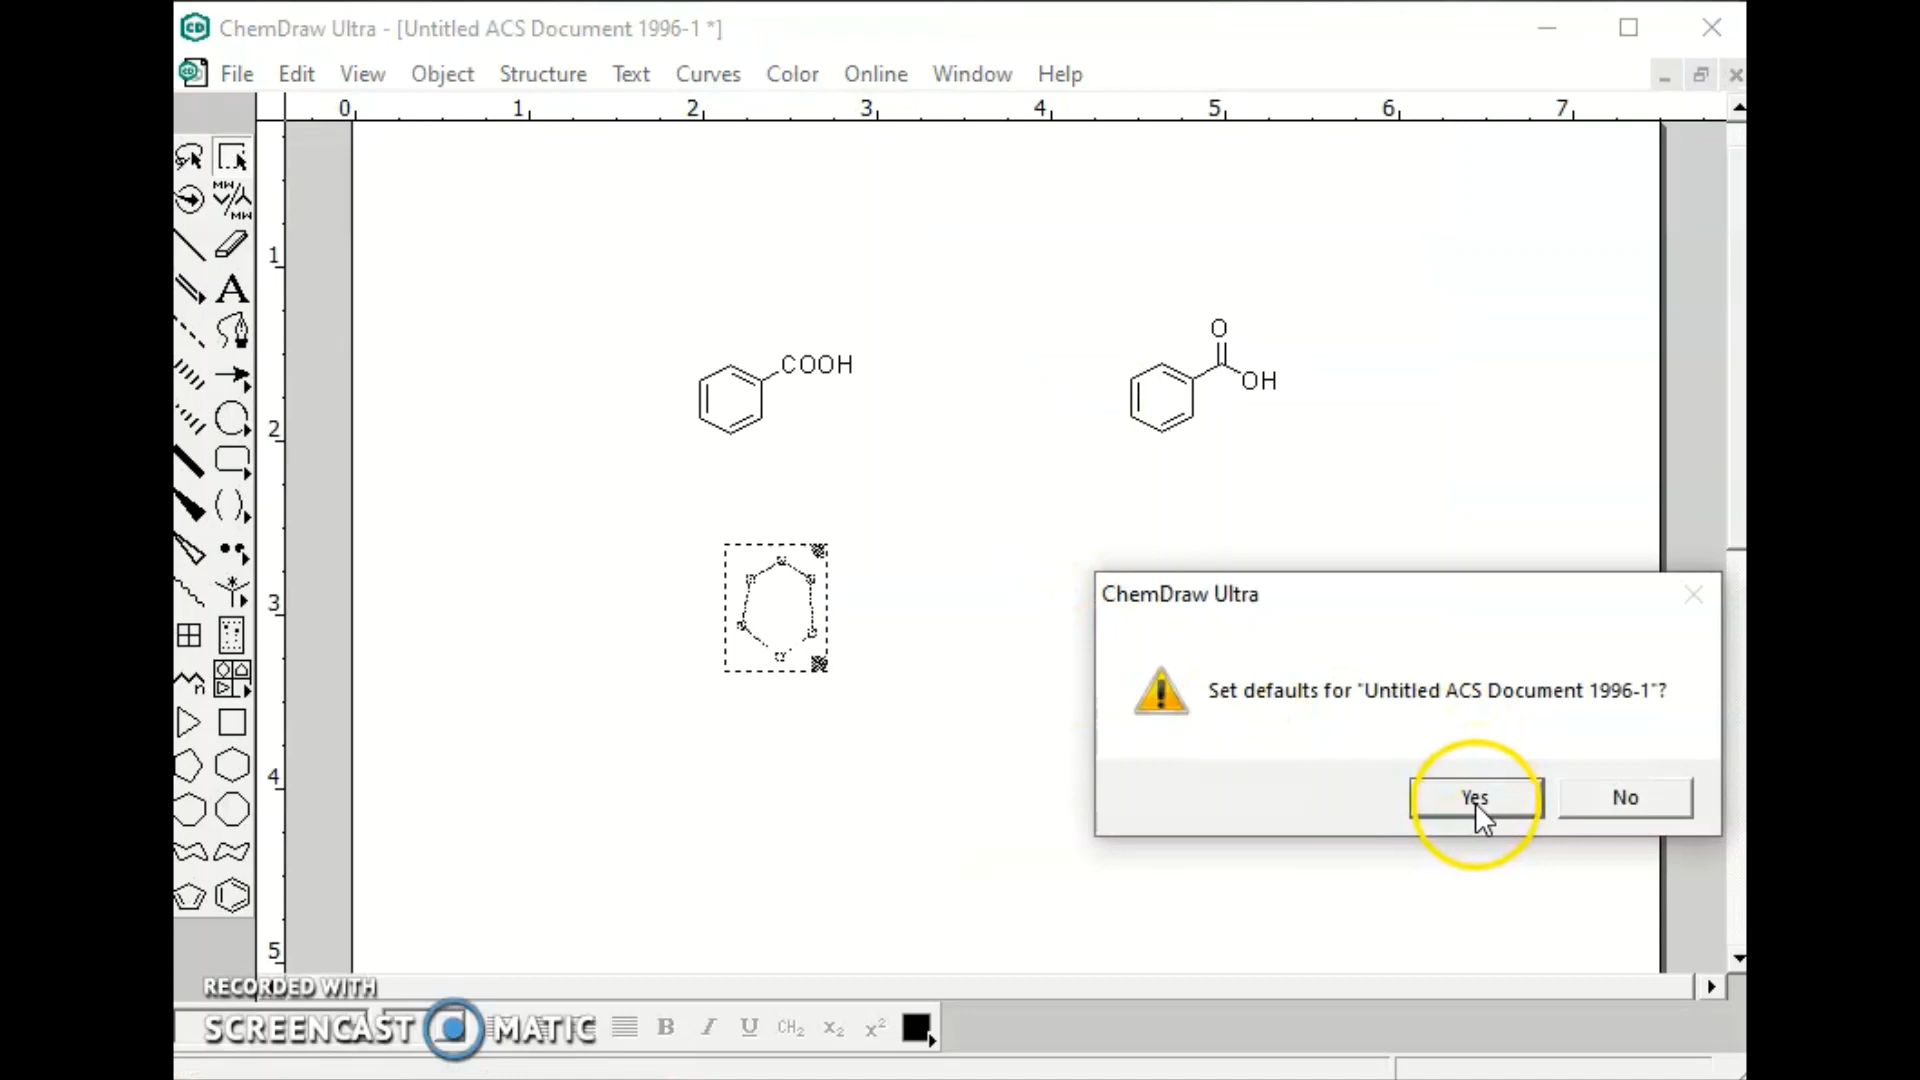 ChemDraw Ultra - [Untitled ACS Document 1996-1 *]
File Edit View Object Structure Text Curves Color Online Window Help
0 1 2 3 4 5 6 7
MW
MW
A
n
1
2
3
4
5
COOH
O
OH
ChemDraw Ultra
Set defaults for "Untitled ACS Document 1996-1"?
Yes No
RECORDED WITH
SCREENCAST MATIC
B I U CH₂ x₂ x²